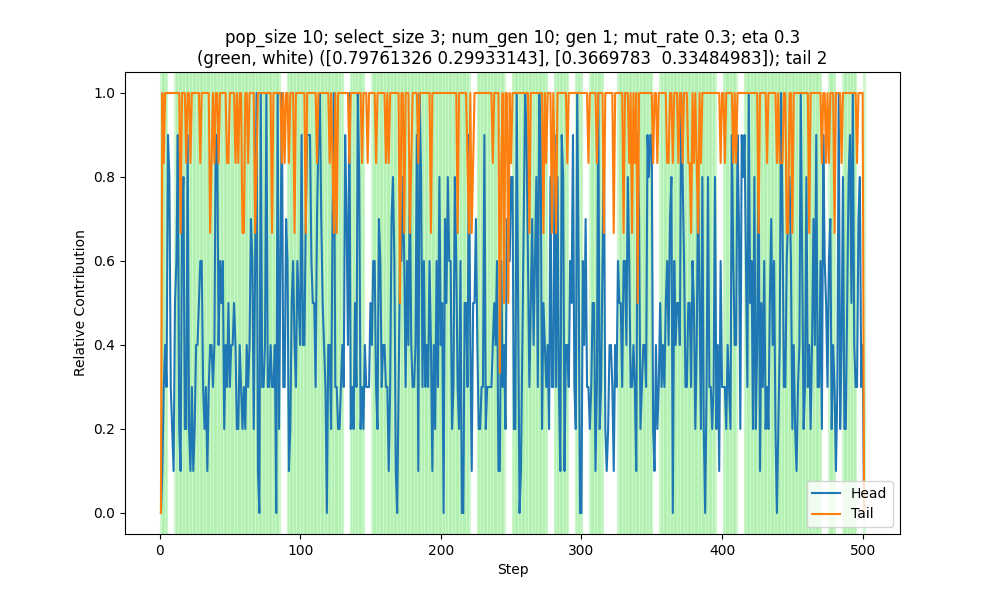 pop_size 10; select_size 3; num_gen 10; gen 1; mut_rate 0.3; eta 0.3
(green, white) ([0.79761326 0.29933143], [0.3669783  0.33484983]); tail 2
Relative Contribution
1.0
0.8
0.6
0.4
0.2
0.0
Head
Tail
0 100 200 300 400 500
Step